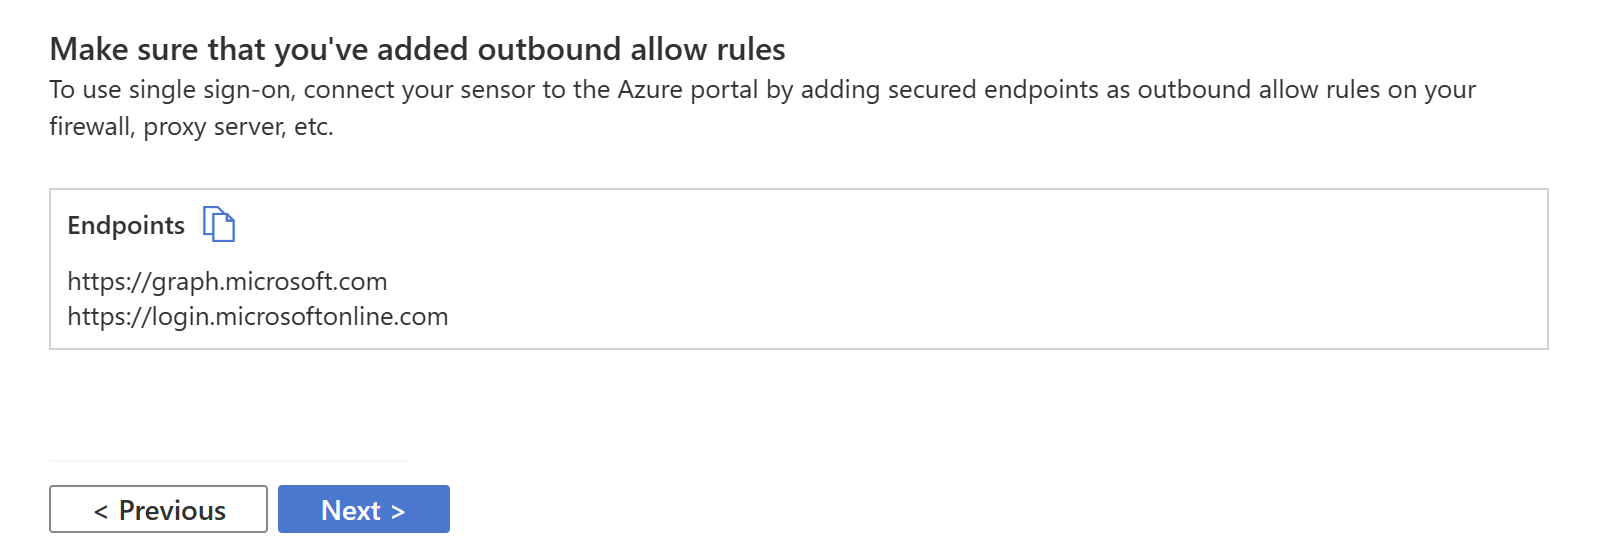 Make sure that you've added outbound allow rules
To use single sign-on, connect your sensor to the Azure portal by adding secured endpoints as outbound allow rules on your
firewall, proxy server, etc.
Endpoints
https://graph.microsoft.com
https://login.microsoftonline.com
< Previous
Next >